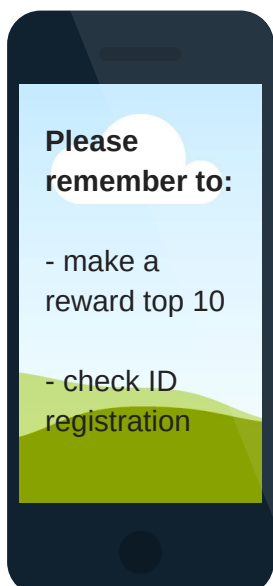 Please
remember to:
- make a
reward top 10
- check ID
registration